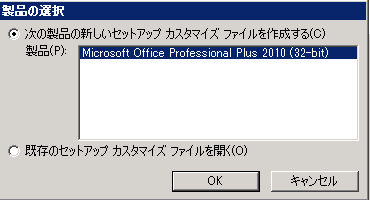 製品の選択
次の製品の新しいセットアップ カスタマイズ ファイルを作成する(C)
製品(P):
Microsoft Office Professional Plus 2010 (32-bit)
既存のセットアップ カスタマイズ ファイルを開く(O)
OK
キャンセル